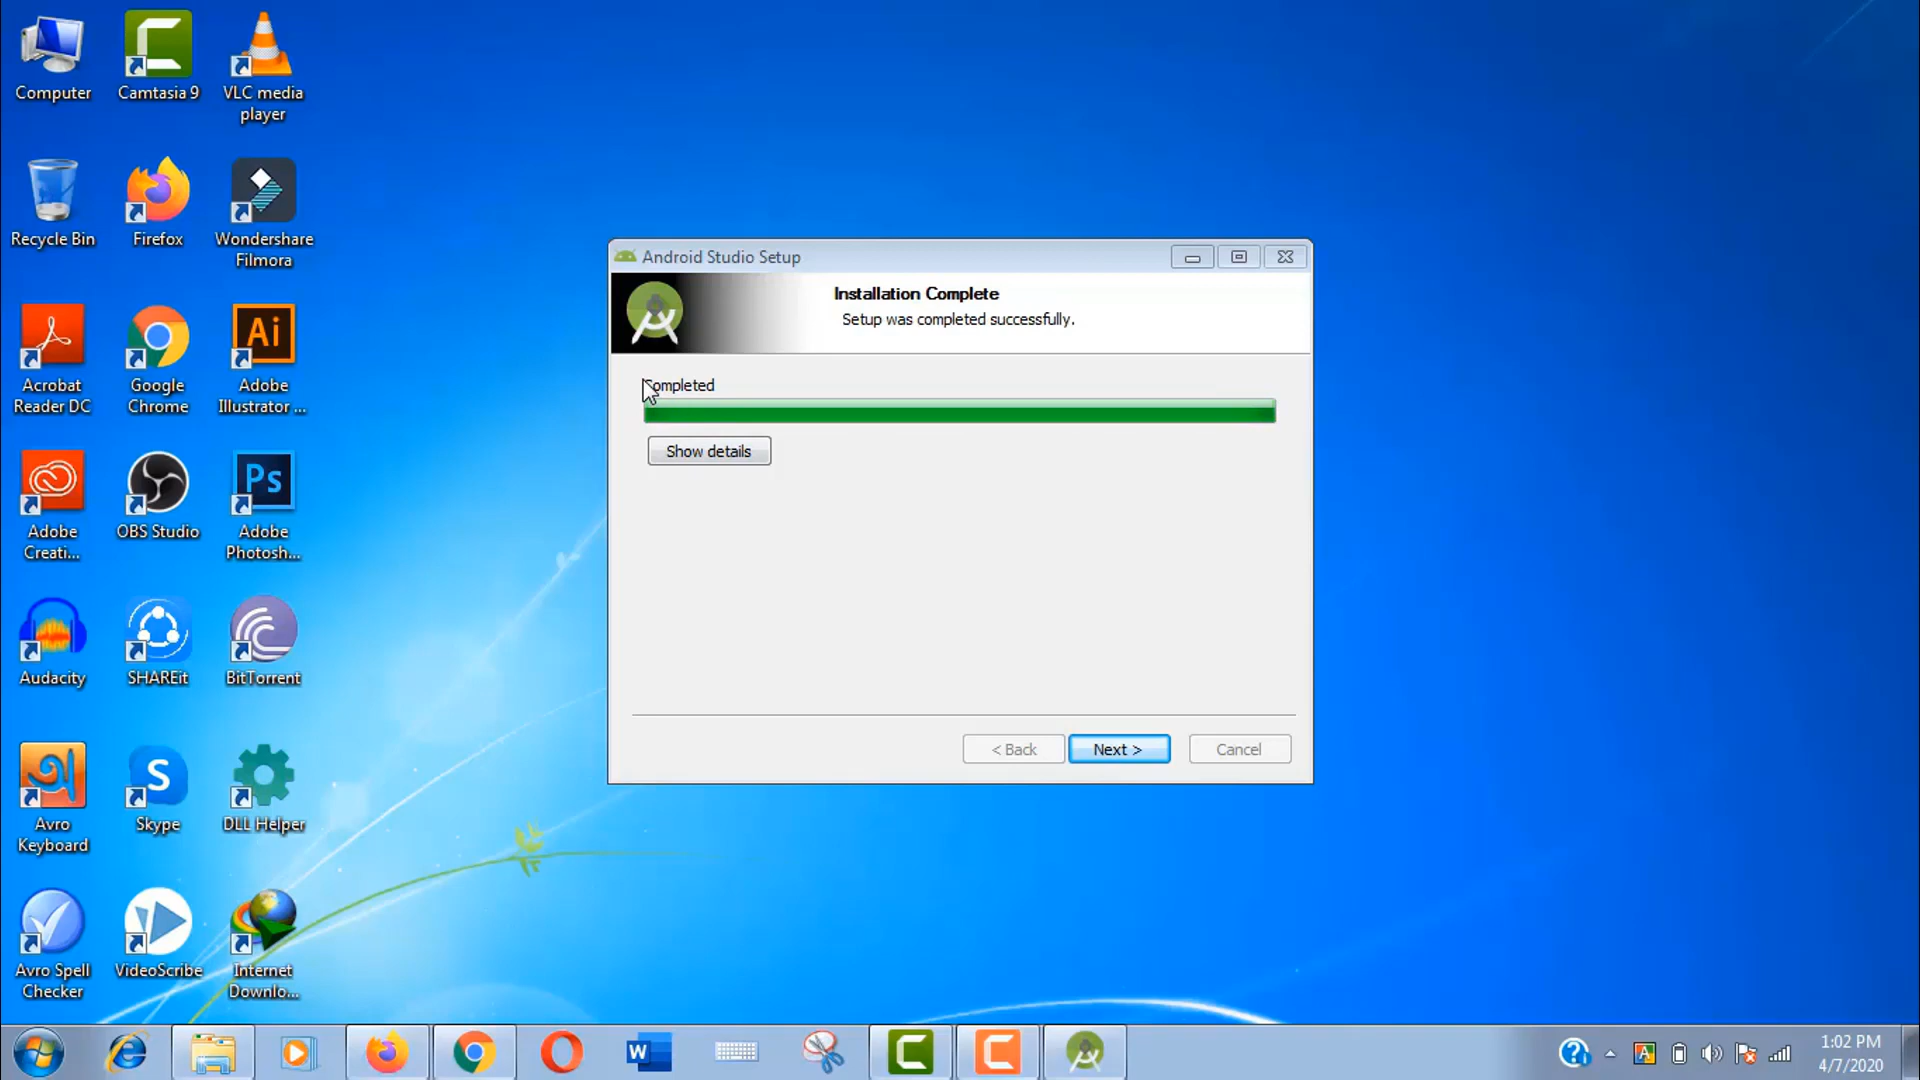 Computer
Camtasia 9
VLC media
player
Recycle Bin
Firefox
Wondershare
Filmora
Acrobat
Reader DC
Google
Chrome
Ai
Adobe
Illustrator ...
Adobe
Creati...
OBS Studio
Ps
Adobe
Photosh...
Audacity
SHAREit
BitTorrent
Avro
Keyboard
S
Skype
DLL Helper
Avro Spell
Checker
VideoScribe
Internet
Downlo...
Android Studio Setup
Installation Complete
Setup was completed successfully.
Completed
Show details
< Back
Next >
Cancel
W
A
1:02 PM
4/7/2020